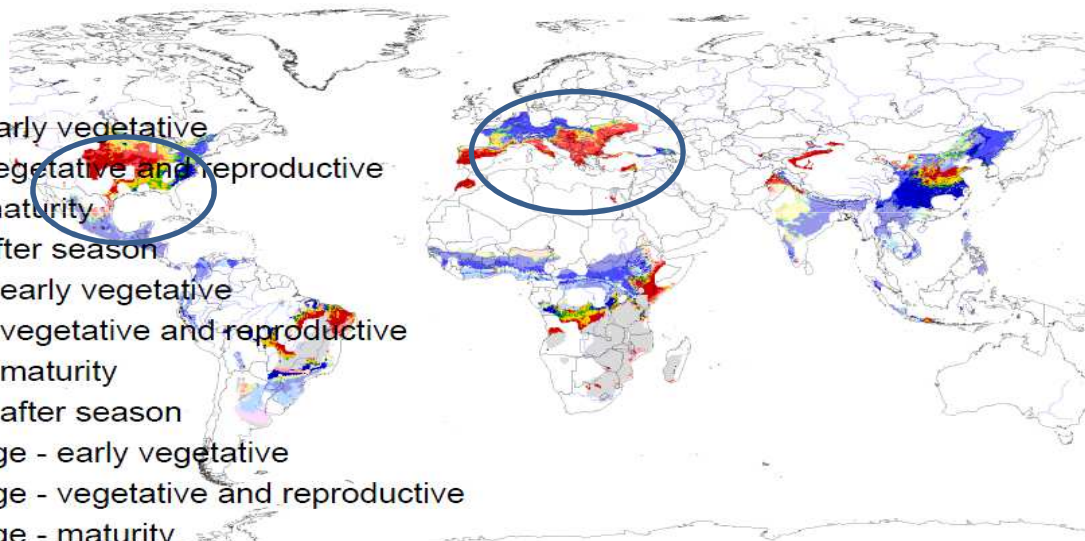 arly vegetative
egetative and reproductive
maturity
fter season
early vegetative
vegetative and reproductive
maturity
after season
ge - early vegetative
ge - vegetative and reproductive
ge - maturity